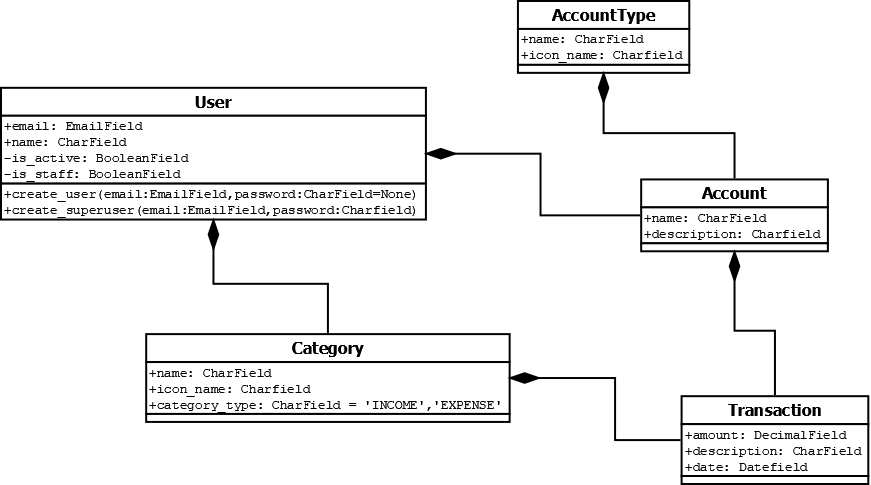 AccountType
+name: CharField
+icon_name: Charfield
User
+email: EmailField
+name: CharField
-is_active: BooleanField
-is_staff: BooleanField
+create_user(email:EmailField,password:CharField=None)
+create_superuser(email:EmailField,password:Charfield)
Account
+name: CharField
+description: Charfield
Category
+name: CharField
+icon_name: Charfield
+category_type: CharField = 'INCOME','EXPENSE'
Transaction
+amount: DecimalField
+description: CharField
+date: Datefield